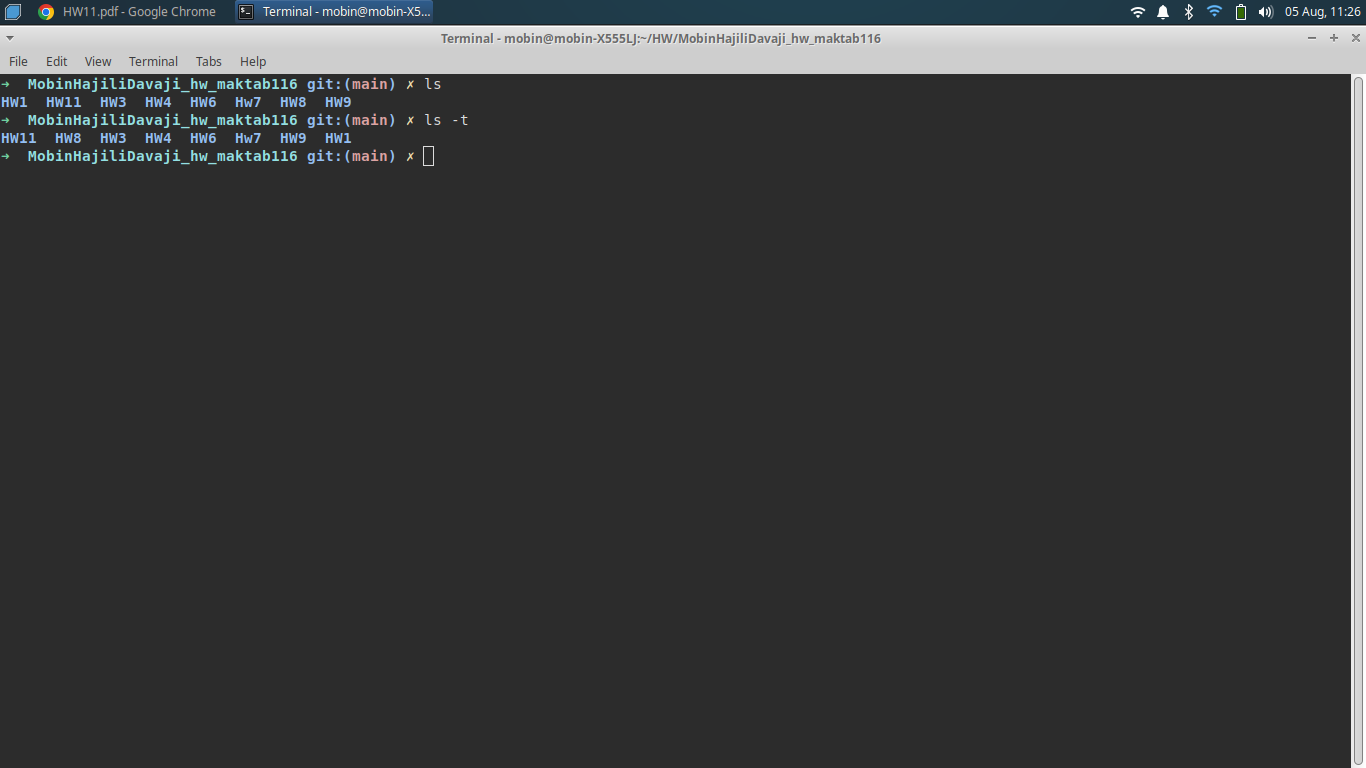 HW11.pdf - Google Chrome Terminal - mobin@mobin-X5... 05 Aug, 11:26
Terminal - mobin@mobin-X555LJ:~/HW/MobinHajiliDavaji_hw_maktab116
File Edit View Terminal Tabs Help
➜ MobinHajiliDavaji_hw_maktab116 git:(main) ✗ ls
HW1 HW11 HW3 HW4 HW6 Hw7 HW8 HW9
➜ MobinHajiliDavaji_hw_maktab116 git:(main) ✗ ls -t
HW11 HW8 HW3 HW4 HW6 Hw7 HW9 HW1
➜ MobinHajiliDavaji_hw_maktab116 git:(main) ✗